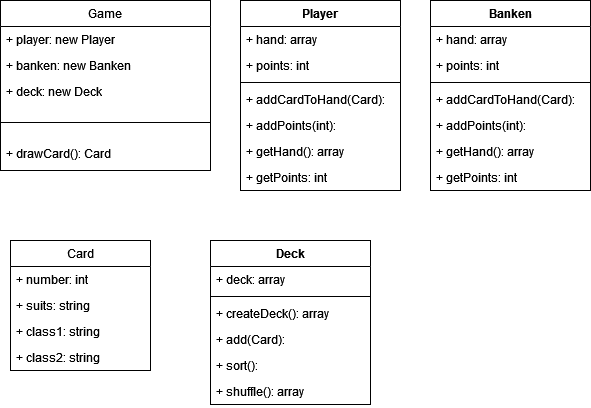 Game
+ player: new Player
+ banken: new Banken
+ deck: new Deck
+ drawCard(): Card
Player
+ hand: array
+ points: int
+ addCardToHand(Card):
+ addPoints(int):
+ getHand(): array
+ getPoints: int
Banken
+ hand: array
+ points: int
+ addCardToHand(Card):
+ addPoints(int):
+ getHand(): array
+ getPoints: int
Card
+ number: int
+ suits: string
+ class1: string
+ class2: string
Deck
+ deck: array
+ createDeck(): array
+ add(Card):
+ sort():
+ shuffle(): array